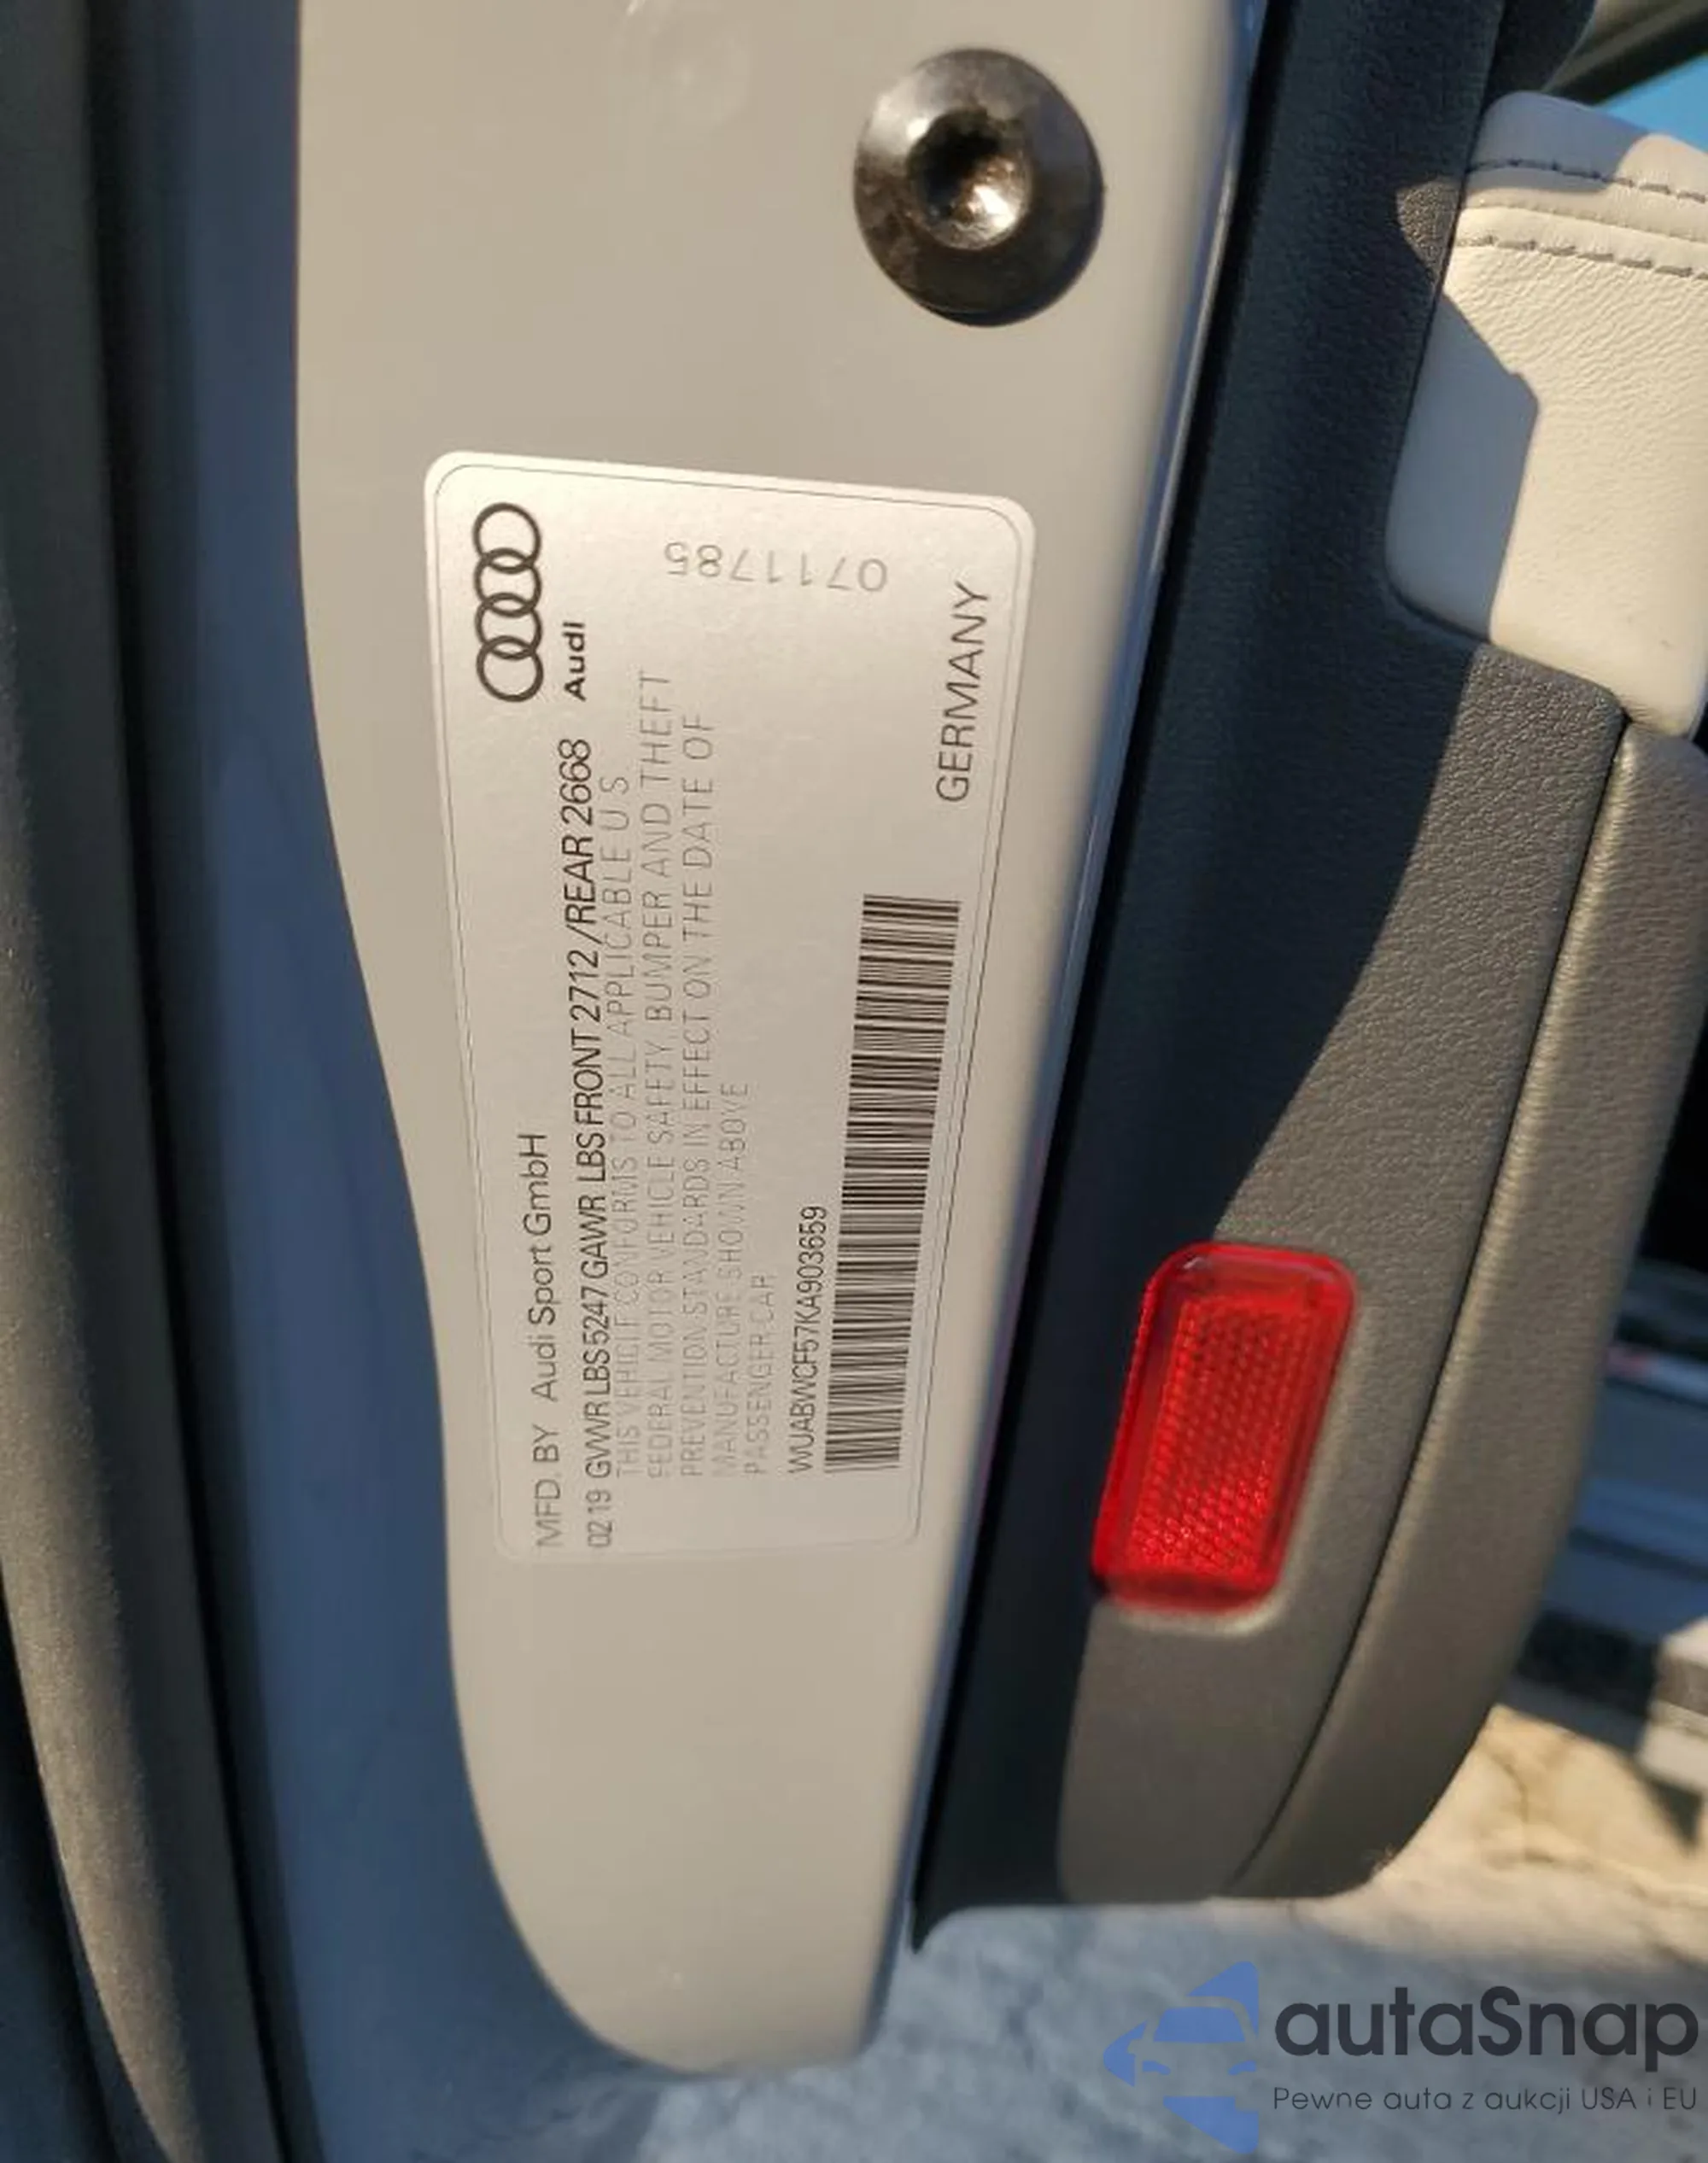 Audi
MFD. BY Audi Sport GmbH
02 19 GVWR LBS 5247 GAWR LBS FRONT 2712 / REAR 2668
THIS VEHICLE CONFORMS TO ALL APPLICABLE U S
FEDERAL MOTOR VEHICLE SAFETY BUMPER AND THEFT
PREVENTION STANDARDS IN EFFECT ON THE DATE OF
MANUFACTURE SHOWN ABOVE
PASSENGER CAR
WUABWCF57KA903659
GERMANY
0711785
autaSnap
Pewne auta z aukcji USA i EU